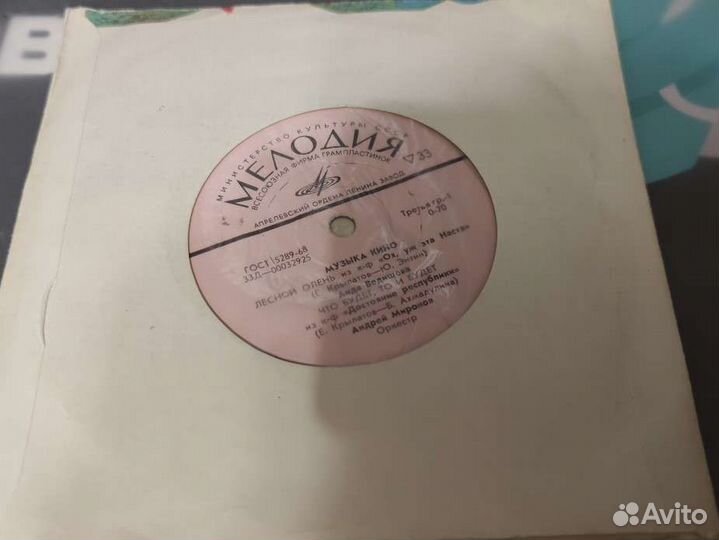 В
МИНИСТЕРСТВО КУЛЬТУРЫ СССР
МЕЛОДИЯ
ВСЕСОЮЗНАЯ ФИРМА ГРАМПЛАСТИНОК
33
АПРЕЛЕВСКИЙ ОРДЕНА ЛЕНИНА ЗАВОД
ГОСТ 5289-68
33Д—00032925
Третья гр.-1
0-70
МУЗЫКА КИНО
ЛЕСНОЙ ОЛЕНЬ из к-ф «Ох, уж эта Настя»
(Е. Крылатов—Ю. Энтин)
Аида Ведищева
ЧТО БУДЕТ, ТО И БУДЕТ
из к-ф «Достояние республики»
(Е. Крылатов—Б. Ахмадулина)
Андрей Миронов
Оркестр
Avito